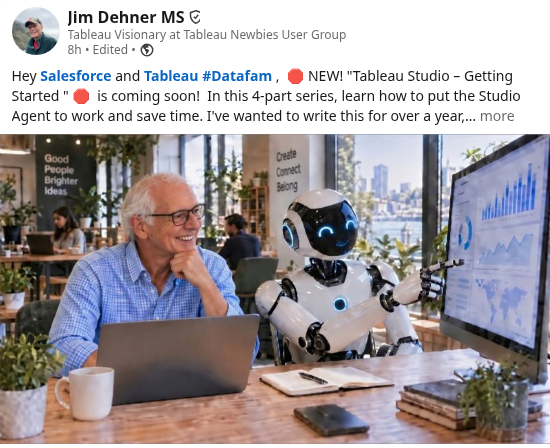 Jim Dehner MS
Tableau Visionary at Tableau Newbies User Group
8h • Edited •
Hey Salesforce and Tableau #Datafam , 🛑 NEW! "Tableau Studio – Getting
Started " 🛑 is coming soon! In this 4-part series, learn how to put the Studio
Agent to work and save time. I've wanted to write this for over a year,... more
Good
People
Brighter
Ideas
Create
Connect
Belong